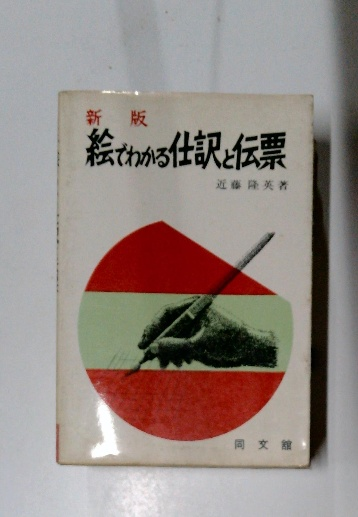 新版
絵でわかる仕訳と伝票
近藤隆英著
同文舘